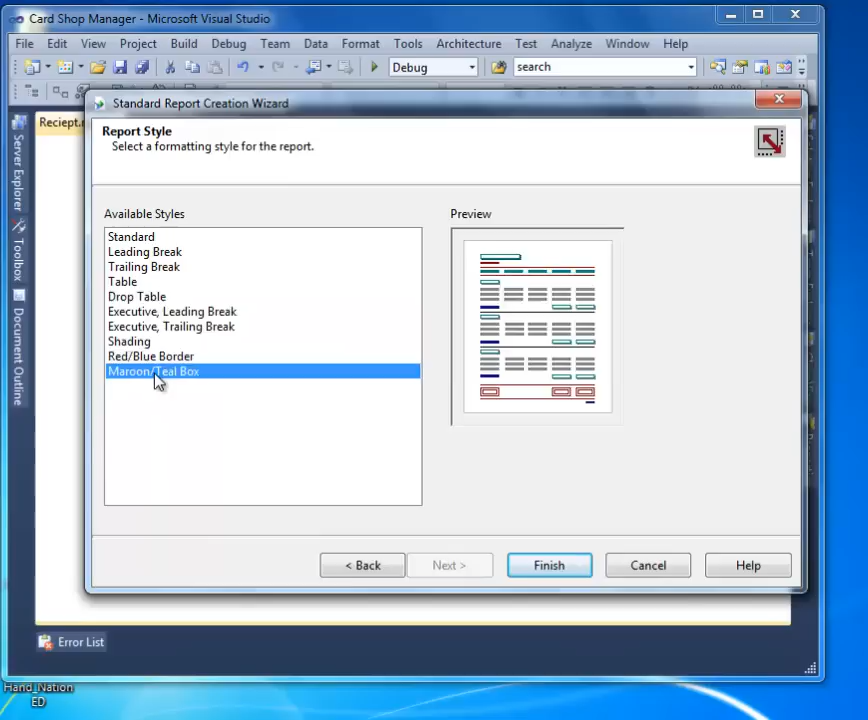 Card Shop Manager - Microsoft Visual Studio
File Edit View Project Build Debug Team Data Format Tools Architecture Test Analyze Window Help
Debug search
Standard Report Creation Wizard
Server Explorer
Toolbox
Document Outline
Report Style
Select a formatting style for the report.
Available Styles
Standard
Leading Break
Trailing Break
Table
Drop Table
Executive, Leading Break
Executive, Trailing Break
Shading
Red/Blue Border
Maroon/Teal Box
Preview
< Back Next > Finish Cancel Help
Error List
Hand_Nation
ED